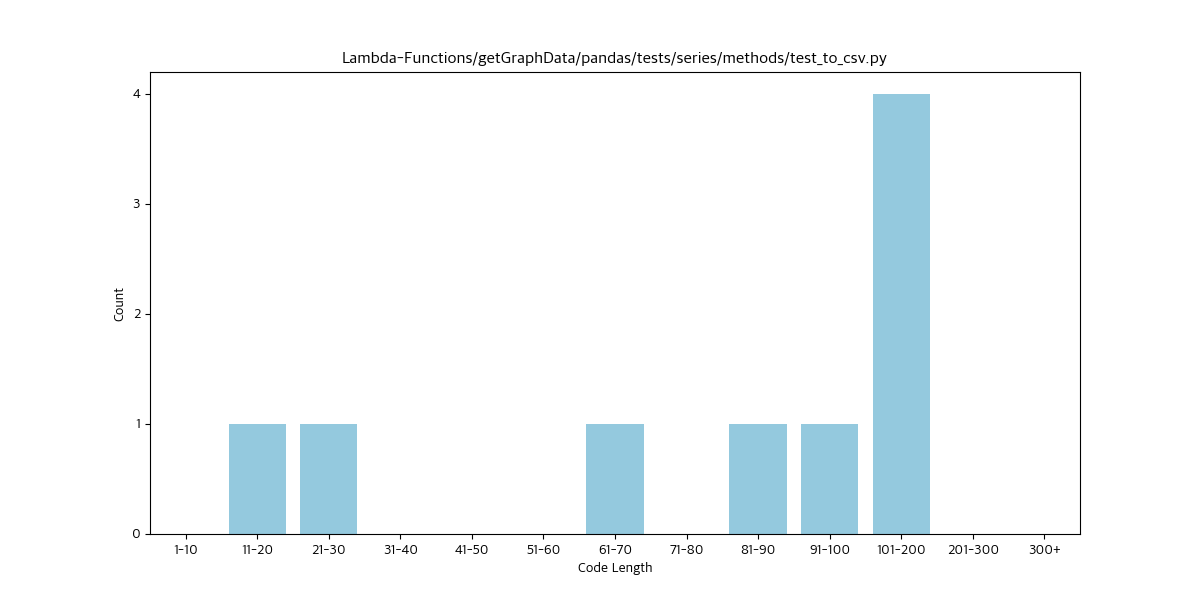 Lambda-Functions/getGraphData/pandas/tests/series/methods/test_to_csv.py
4
3
2
1
0
Count
1-10 11-20 21-30 31-40 41-50 51-60 61-70 71-80 81-90 91-100 101-200 201-300 300+
Code Length